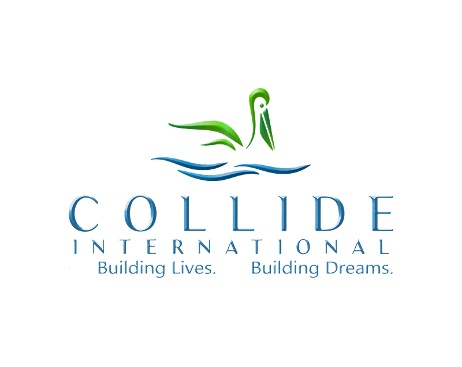 COLLIDE
INTERNATIONAL
Building Lives. Building Dreams.